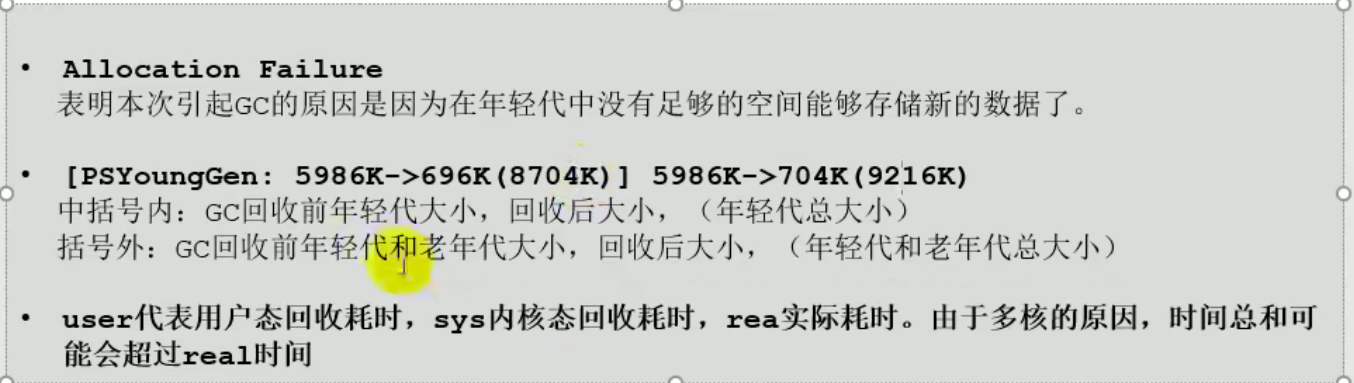 • Allocation Failure
表明本次引起GC的原因是因为在年轻代中没有足够的空间能够存储新的数据了。
• [PSYoungGen: 5986K->696K(8704K)] 5986K->704K(9216K)
中括号内：GC回收前年轻代大小，回收后大小，（年轻代总大小）
括号外：GC回收前年轻代和老年代大小，回收后大小，（年轻代和老年代总大小）
• user代表用户态回收耗时，sys内核态回收耗时，rea实际耗时。由于多核的原因，时间总和可
能会超过real时间